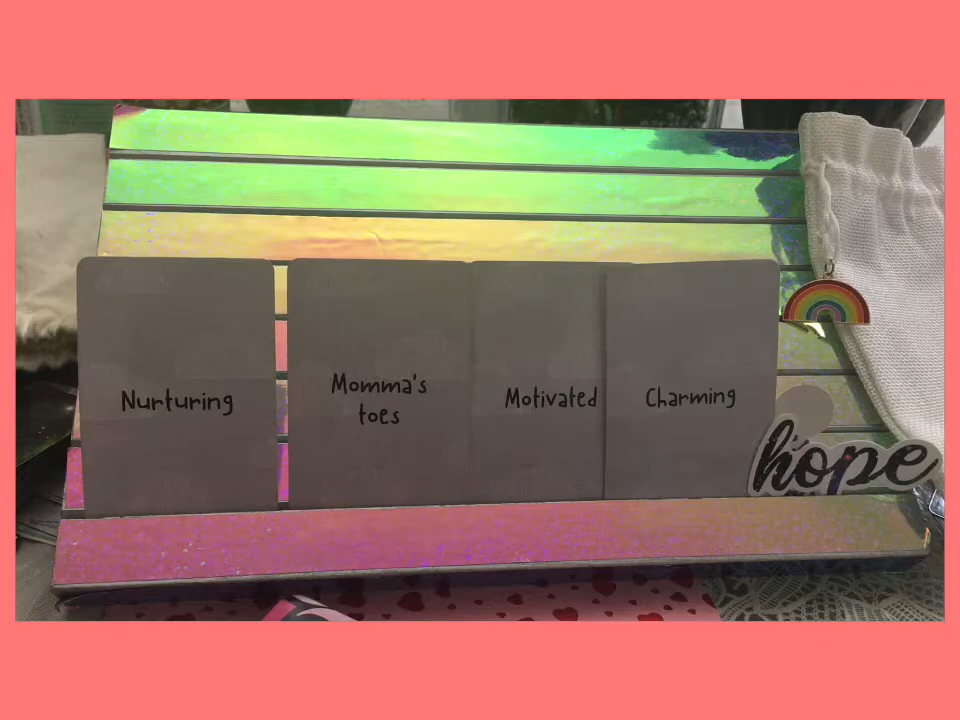 Nurturing
Momma's
toes
Motivated
Charming
hope